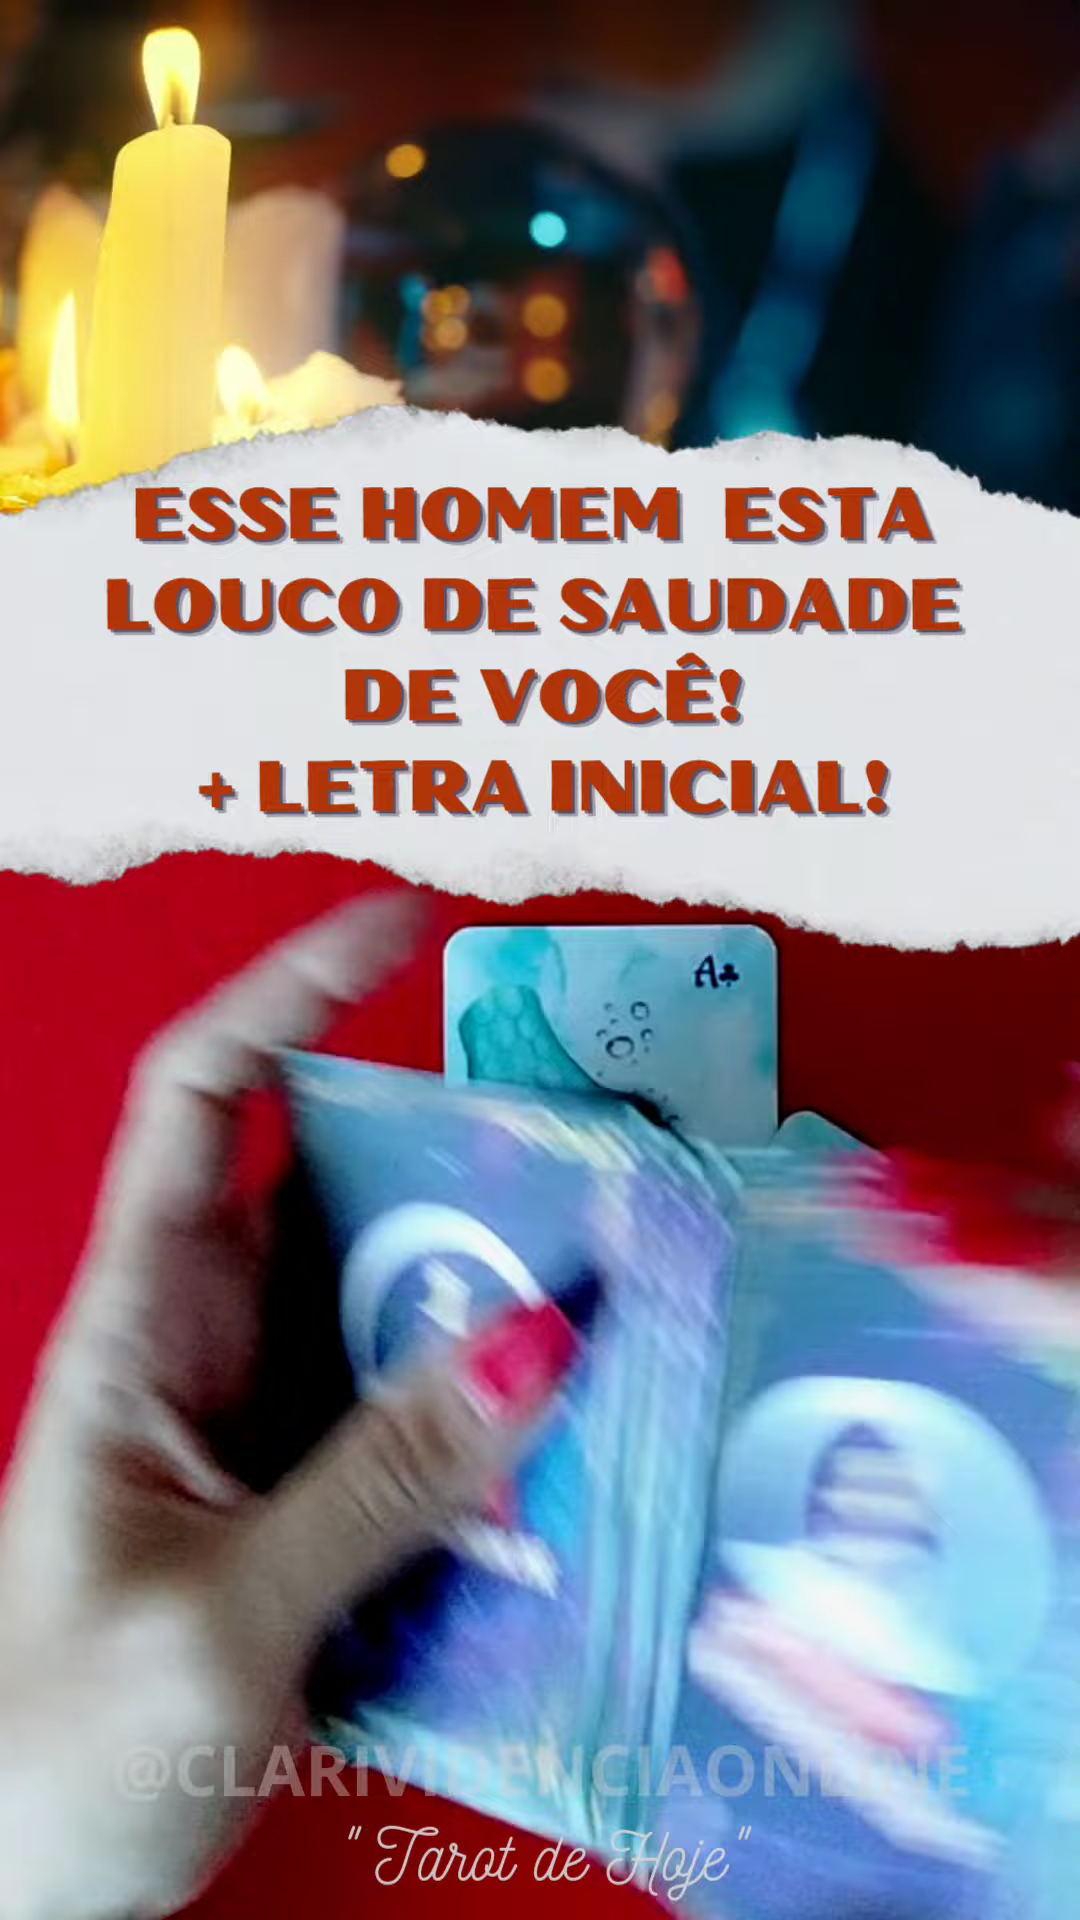 ESSE HOMEM ESTA
LOUCO DE SAUDADE
DE VOCÊ!
+ LETRA INICIAL!
A♣
@CLARIVIDENCIAONLINE
"Tarot de Hoje"